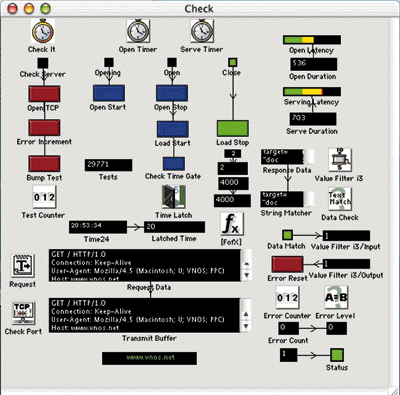 Check
Check It
Open Timer
Serve Timer
Open Latency
536
Open Duration
Check Server
Opening
Open
Close
Open TCP
Open Start
Open Stop
Serving Latency
703
Serve Duration
Error Increment
Load Start
Load Stop
2
2
4000
4000
target=
"doc
Response Data
Value Filter i3
Bump Test
29771
Tests
Check Time Gate
target=
"doc
String Matcher
Text
Match
Data Check
0 1 2
Test Counter
Time Latch
20:53:34
Time24
20
Latched Time
fx
[FofX]
Data Match
1
Value Filter i3/Input
GET / HTTP/1.0
Connection: Keep-Alive
User-Agent: Mozilla/4.5 (Macintosh; U; VNOS; PPC)
Host: www.vnos.net
Request
Request Data
Error Reset
1
Value Filter i3/Output
TCP
Check Port
GET / HTTP/1.0
Connection: Keep-Alive
User-Agent: Mozilla/4.5 (Macintosh; U; VNOS; PPC)
Host: www.vnos.net
Transmit Buffer
0 1 2
Error Counter
A=B
Error Level
0
0
Error Count
www.vnos.net
1
Status